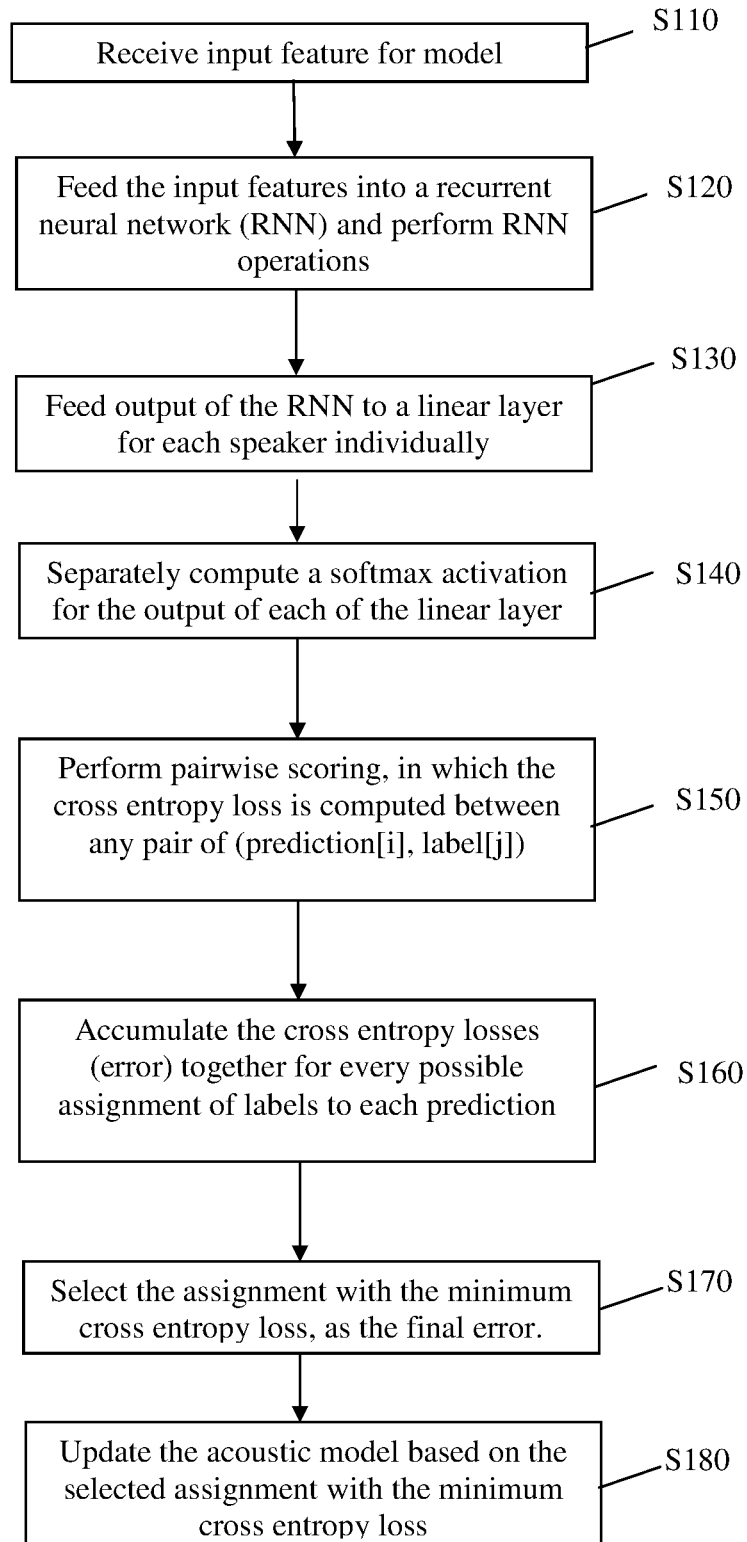 S110
Receive input feature for model
Feed the input features into a recurrent
neural network (RNN) and perform RNN
operations
S120
S130
Feed output of the RNN to a linear layer
for each speaker individually
Separately compute a softmax activation
for the output of each of the linear layer
S140
Perform pairwise scoring, in which the
cross entropy loss is computed between
any pair of (prediction[i], label[j])
S150
Accumulate the cross entropy losses
(error) together for every possible
assignment of labels to each prediction
S160
Select the assignment with the minimum
cross entropy loss, as the final error.
S170
Update the acoustic model based on the
selected assignment with the minimum
cross entropy loss
S180